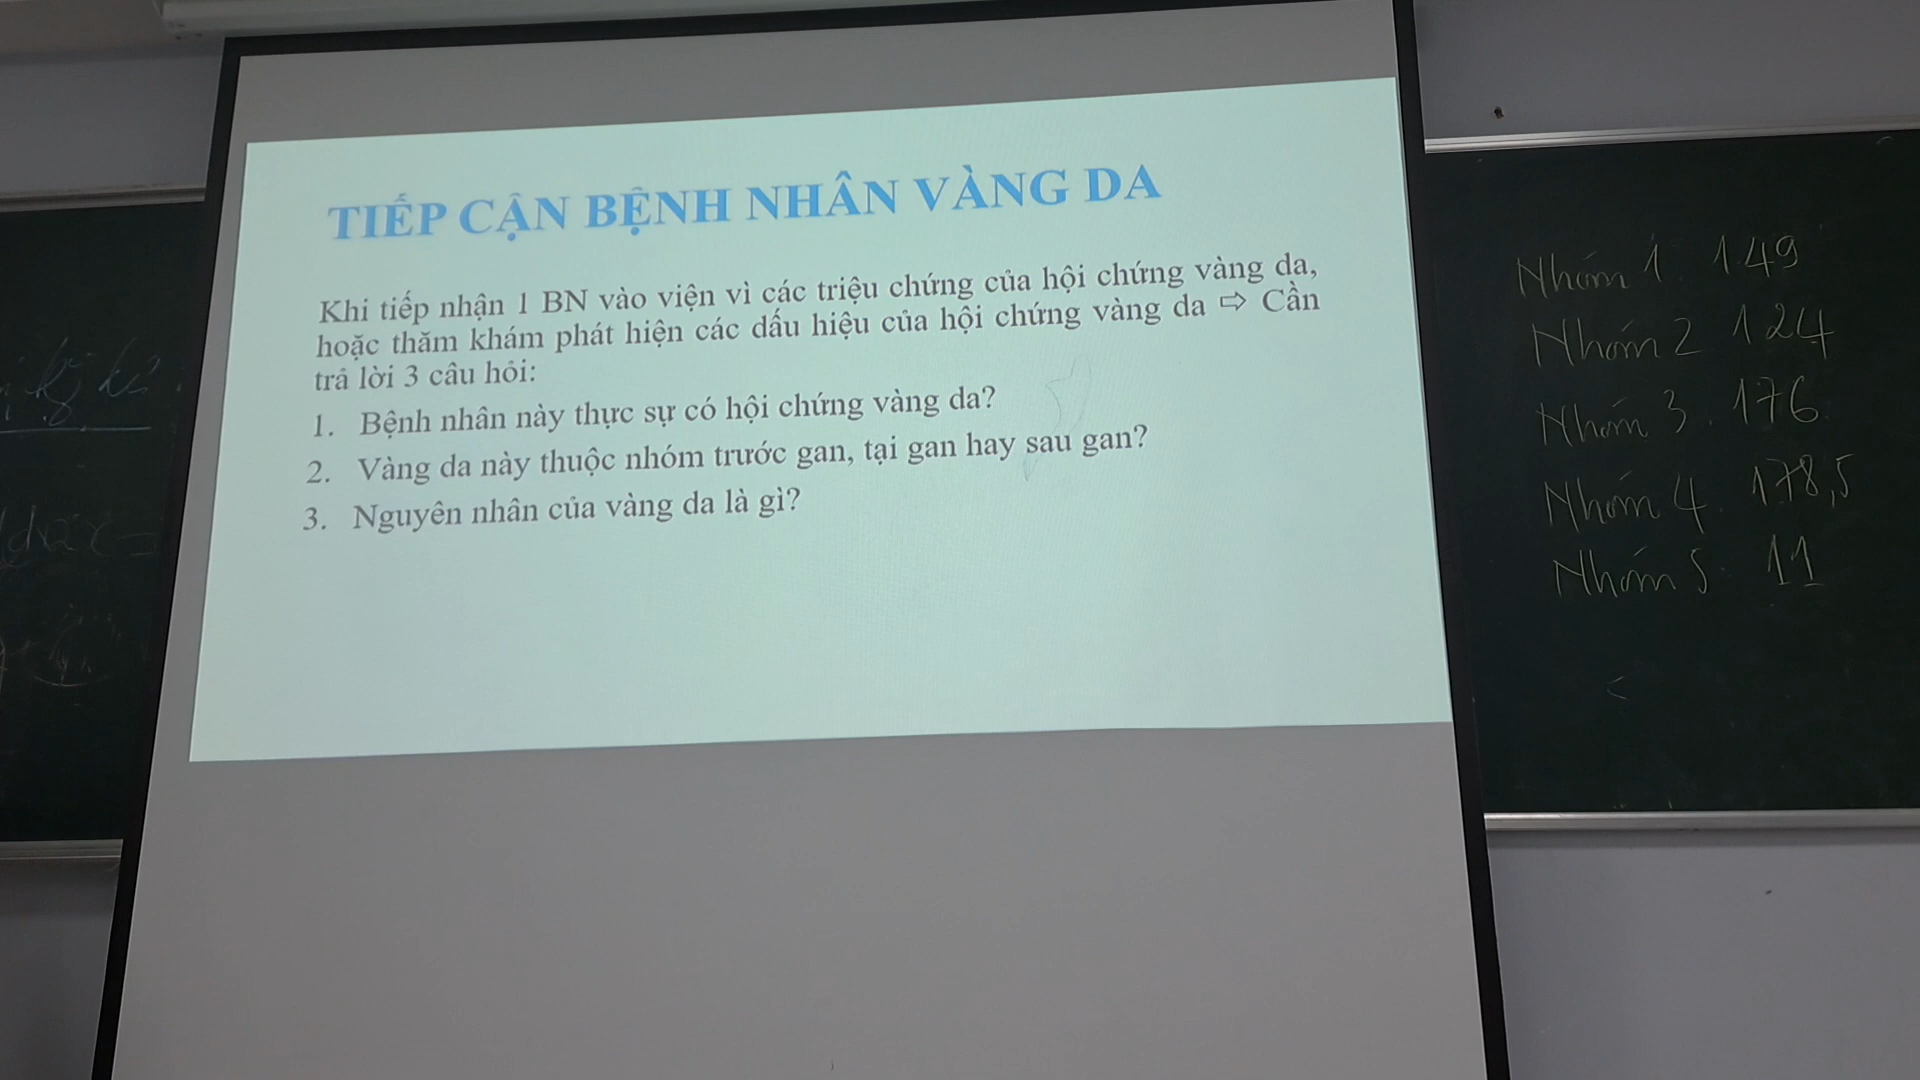 TIẾP CẬN BỆNH NHÂN VÀNG DA
Khi tiếp nhận 1 BN vào viện vì các triệu chứng của hội chứng vàng da,
hoặc thăm khám phát hiện các dấu hiệu của hội chứng vàng da ⇨ Cần
trả lời 3 câu hỏi:
1. Bệnh nhân này thực sự có hội chứng vàng da?
2. Vàng da này thuộc nhóm trước gan, tại gan hay sau gan?
3. Nguyên nhân của vàng da là gì?
Nhóm 1 149
Nhóm 2 124
Nhóm 3. 176
Nhóm 4. 178,5
Nhóm 5 11